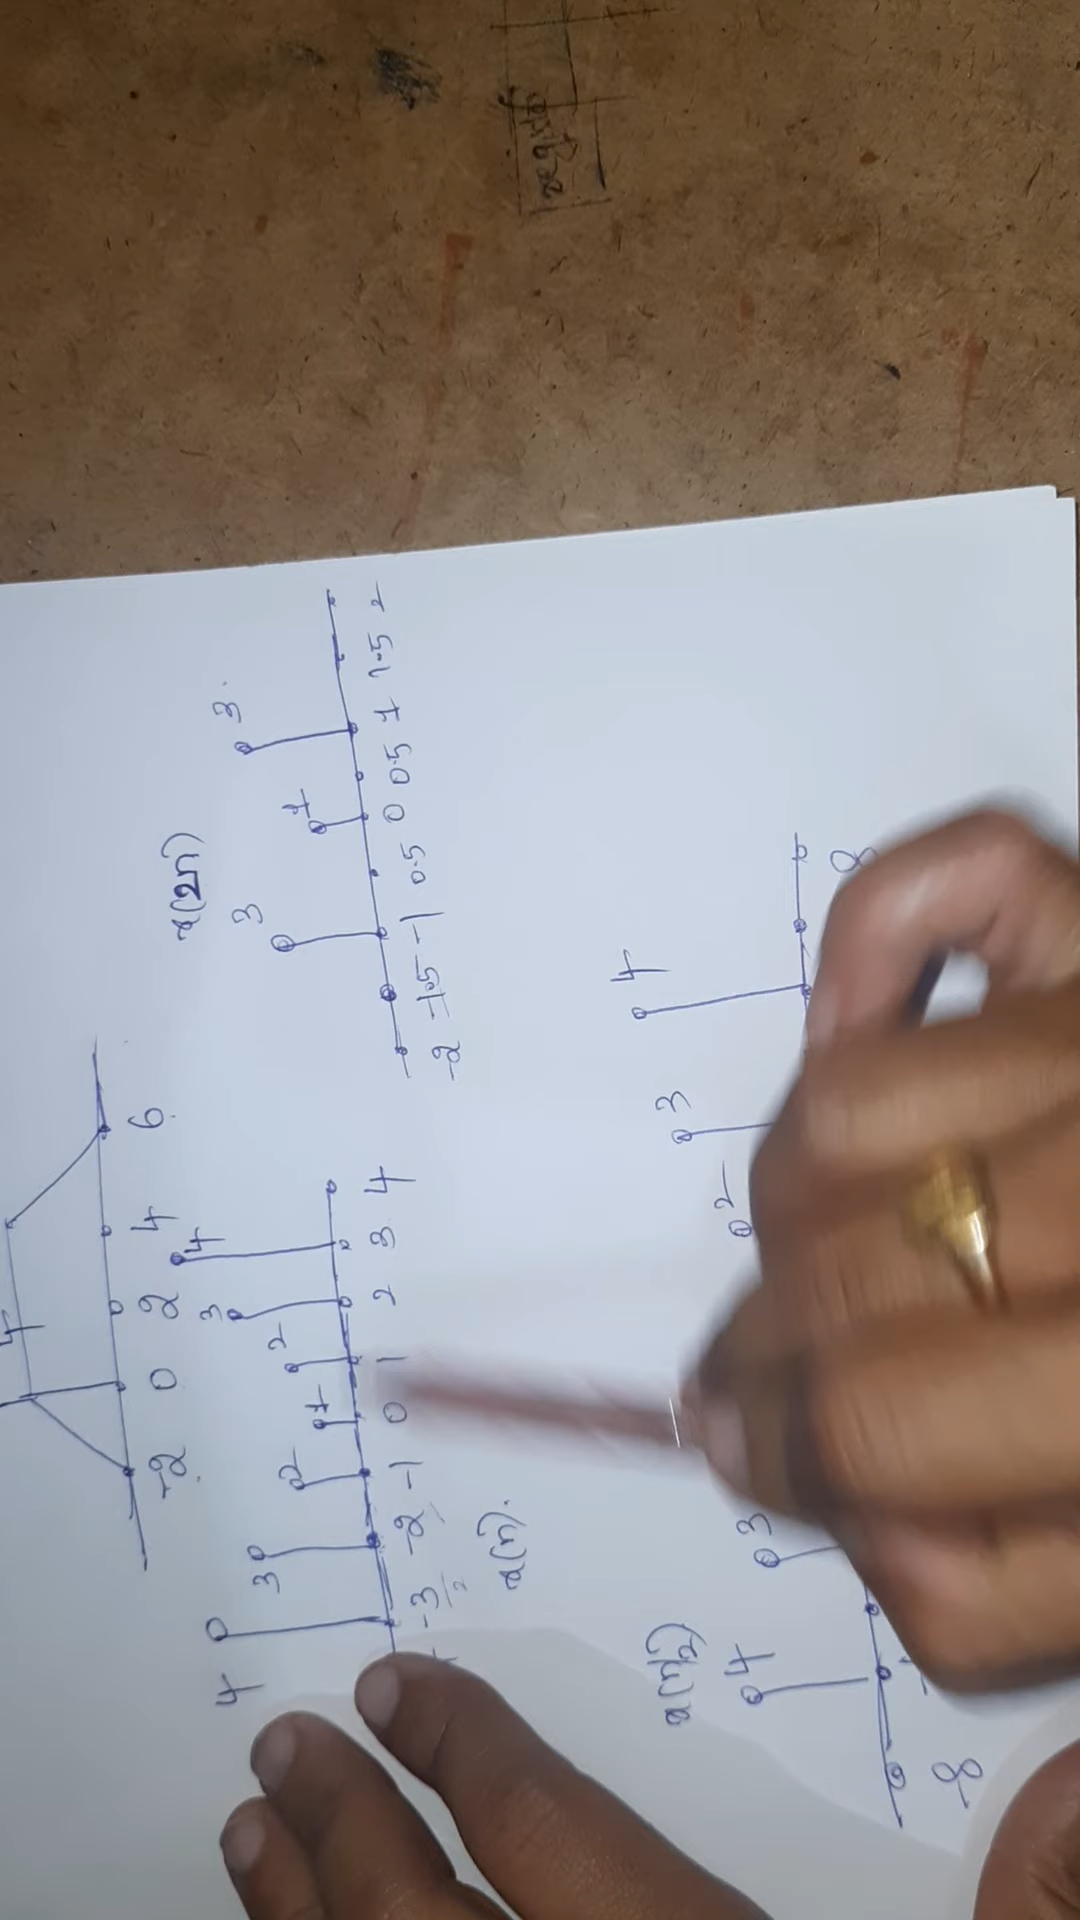 4
-2 0 2 4 6
4 3 2 1 2 3 4
-3 -2 -1 0 1 2 3 4
2
x(n).
x(2n)
3 1 3.
-2 -1.5 -1 0.5 0 0.5 1 1.5 2
x(n/2)
4 3 2 3 4
-8 8